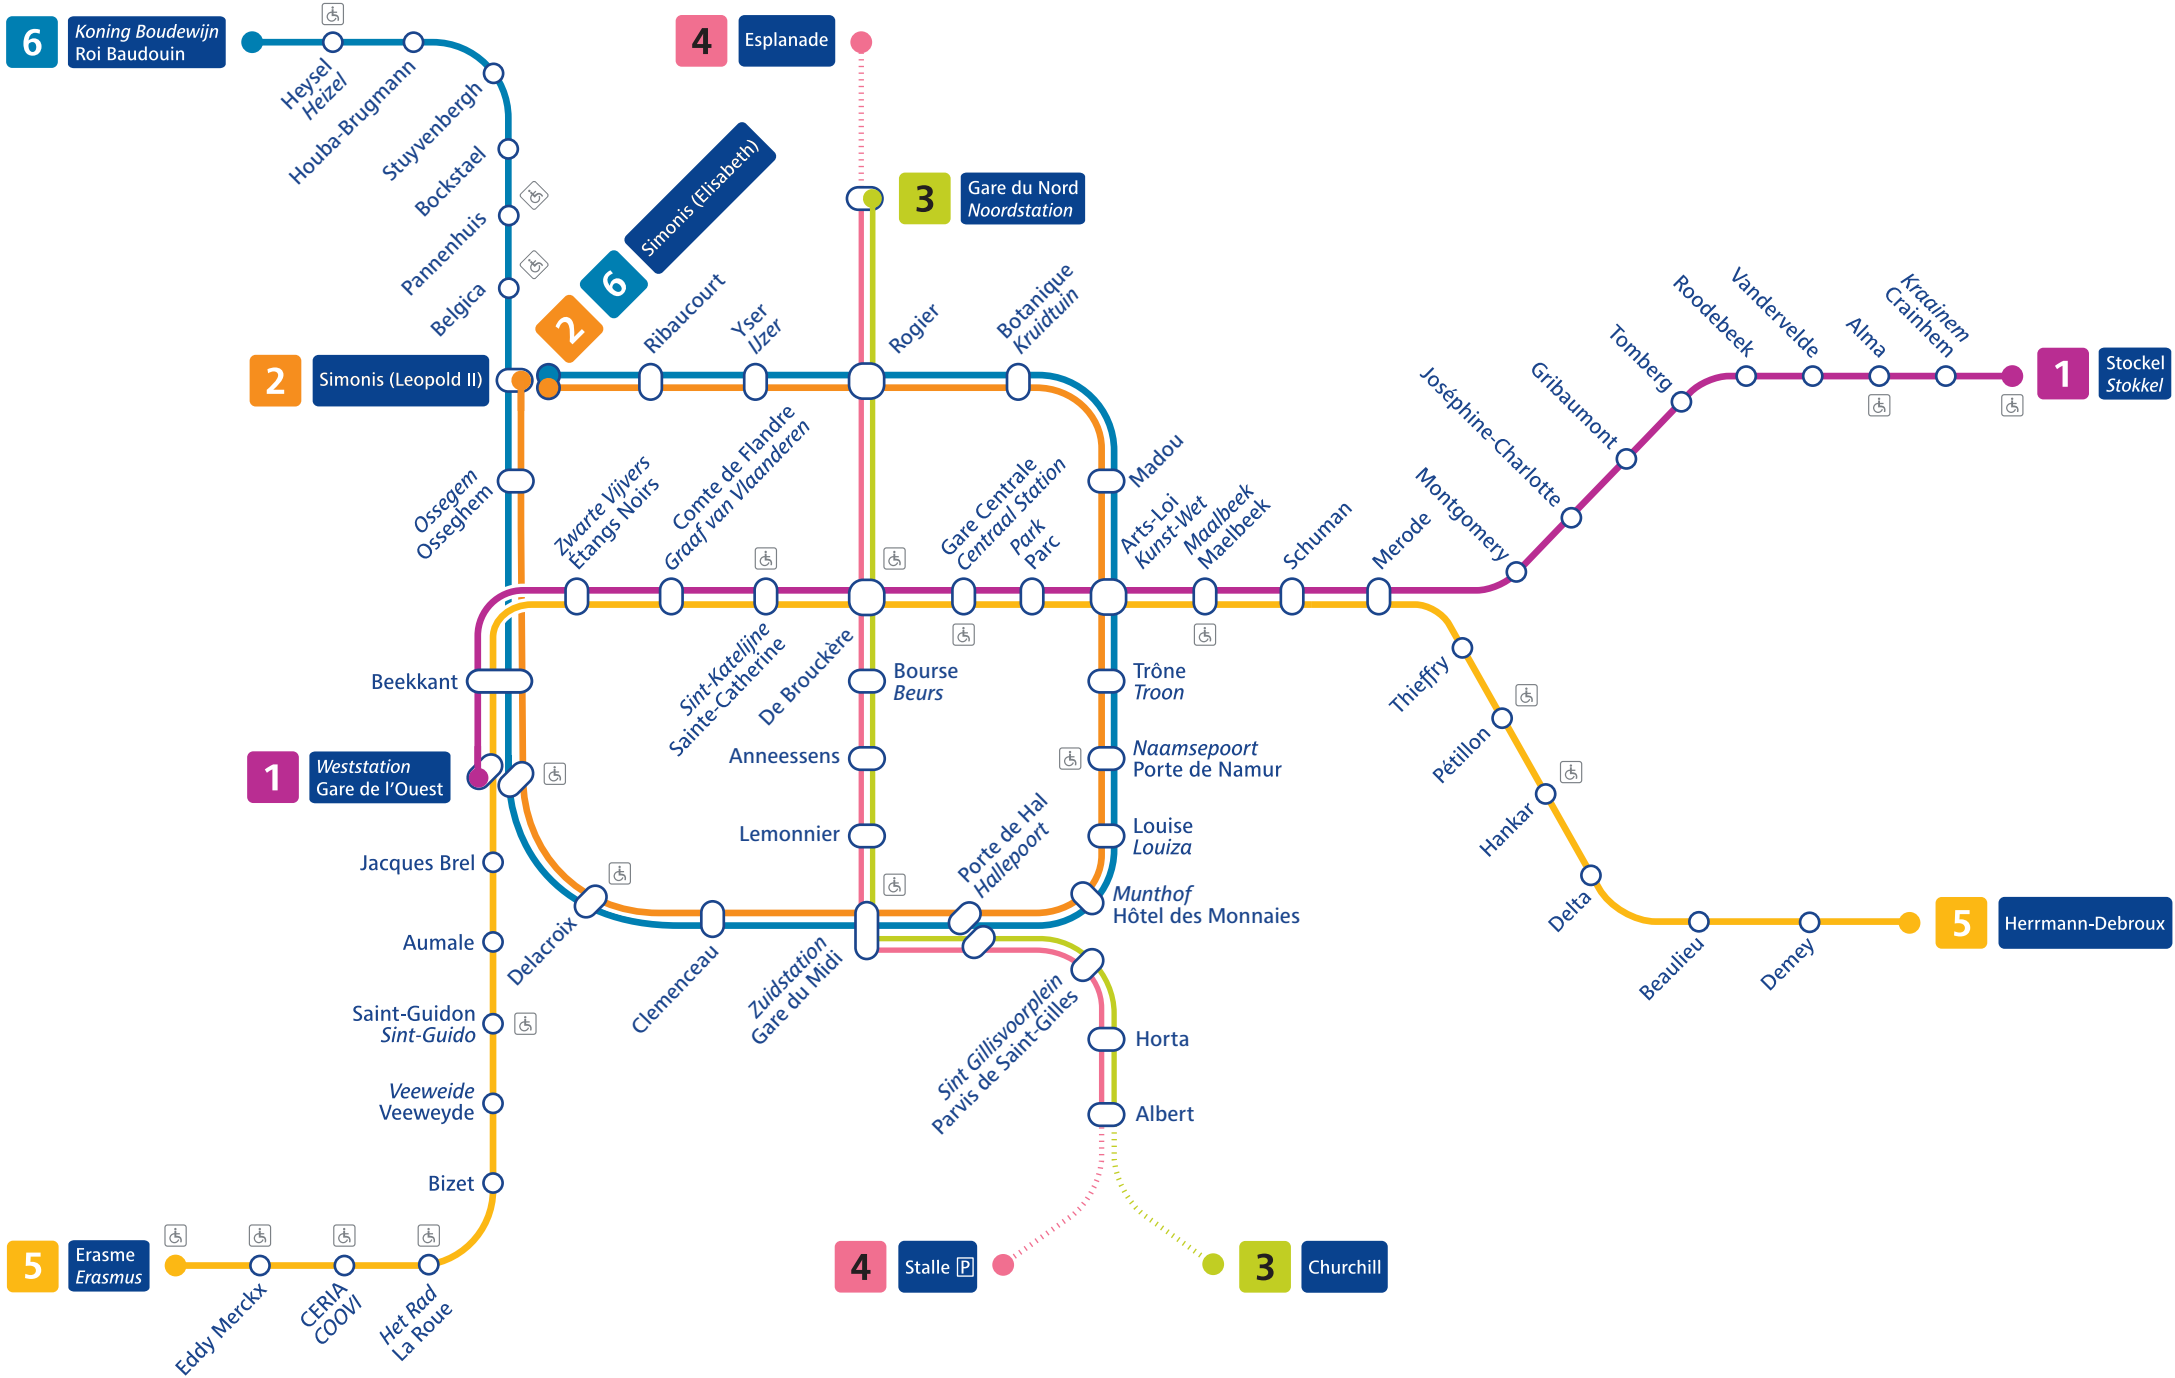 6
Koning Boudewijn
Roi Baudouin
Heysel
Heizel
Houba-Brugmann
Stuyvenbergh
Bockstael
Pannenhuis
Belgica
4
Esplanade
3
Gare du Nord
Noordstation
2
6
Simonis (Elisabeth)
2
Simonis (Leopold II)
Ribaucourt
Yser
IJzer
Rogier
Botanique
Kruidtuin
Madou
Ossegem
Osseghem
Zwarte Vijvers
Étangs Noirs
Comte de Flandre
Graaf van Vlaanderen
Sint-Katelijne
Sainte-Catherine
De Brouckère
Gare Centrale
Centraal Station
Park
Parc
Arts-Loi
Kunst-Wet
Maalbeek
Maelbeek
Schuman
Merode
Montgomery
Joséphine-Charlotte
Gribaumont
Tomberg
Roodebeek
Vandervelde
Alma
Kraainem
Crainhem
1
Stockel
Stokkel
Beekkant
1
Weststation
Gare de l'Ouest
Bourse
Beurs
Anneessens
Lemonnier
Trône
Troon
Naamsepoort
Porte de Namur
Louise
Louiza
Munthof
Hôtel des Monnaies
Porte de Hal
Hallepoort
Thieffry
Pétillon
Hankar
Delta
Beaulieu
Demey
5
Herrmann-Debroux
Jacques Brel
Aumale
Saint-Guidon
Sint-Guido
Veeweide
Veeweyde
Bizet
Delacroix
Clemenceau
Zuidstation
Gare du Midi
Sint Gillisvoorplein
Parvis de Saint-Gilles
Horta
Albert
5
Erasme
Erasmus
Eddy Merckx
CERIA
COOVI
Het Rad
La Roue
4
Stalle P
3
Churchill